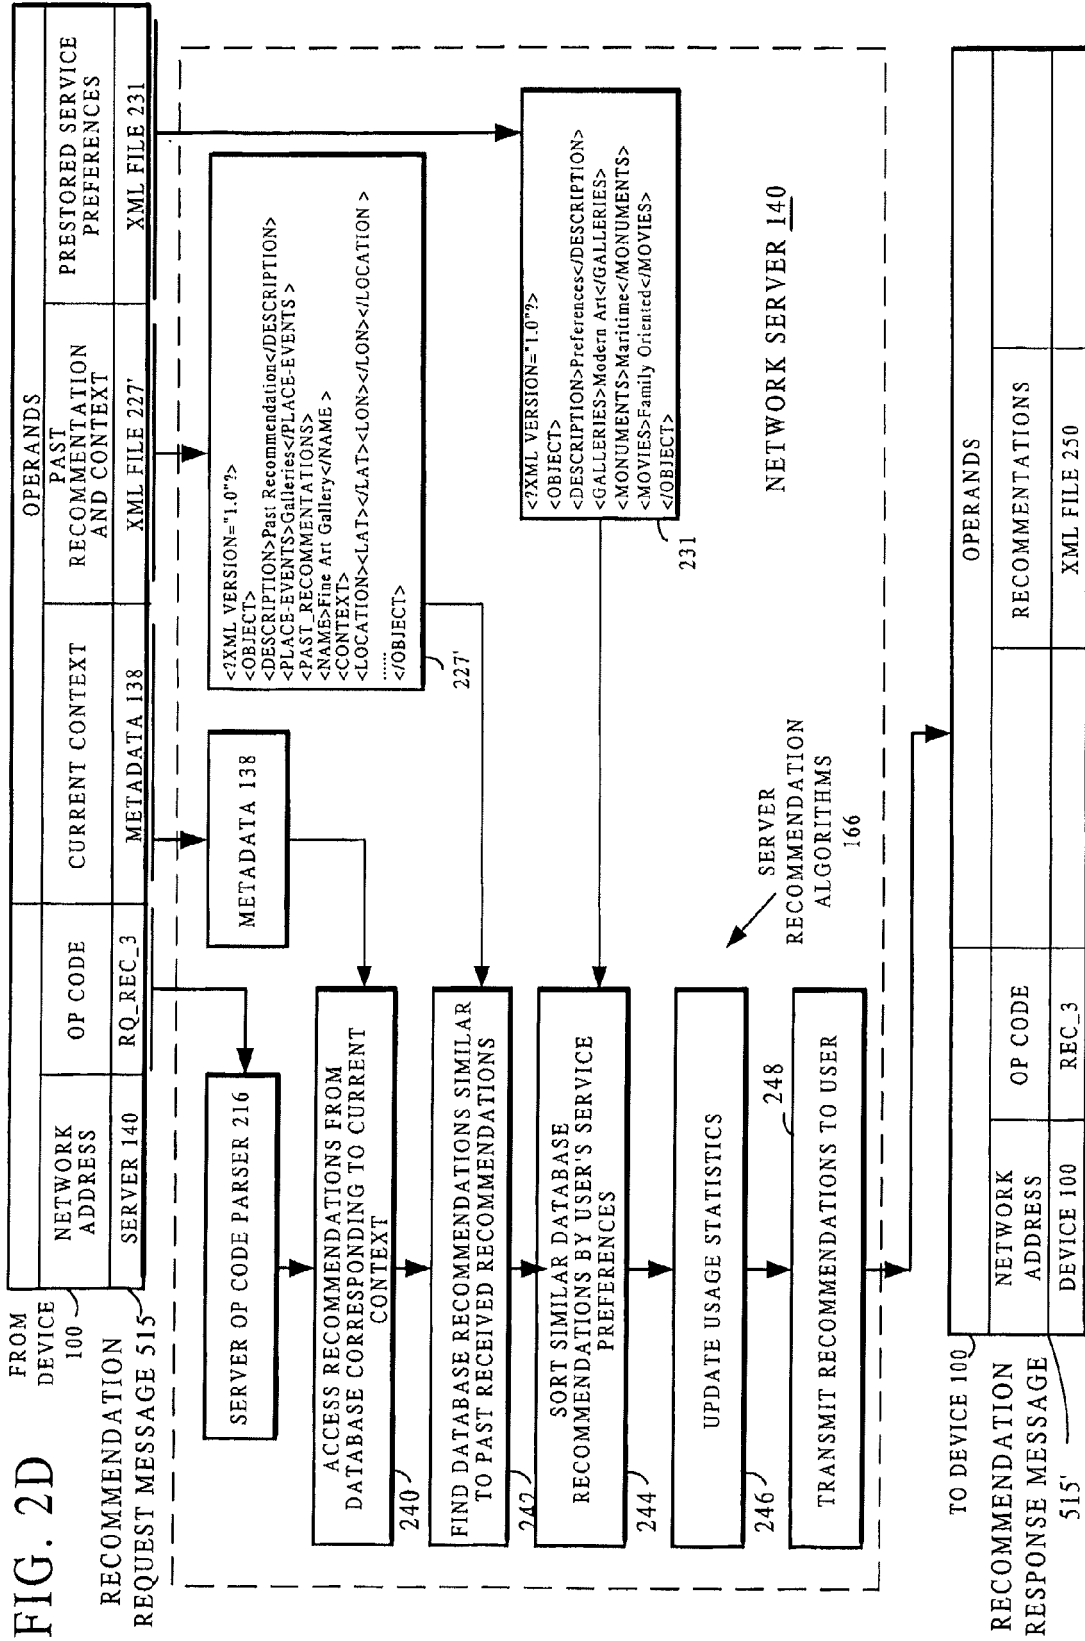 FIG. 2D
FROM
DEVICE
100
RECOMMENDATION
REQUEST MESSAGE 515
OPERANDS
NETWORK
ADDRESS
OP CODE
CURRENT CONTEXT
PAST
RECOMMENTATION
AND CONTEXT
PRESTORED SERVICE
PREFERENCES
SERVER 140
RQ_REC_3
METADATA 138
XML FILE 227'
XML FILE 231
SERVER OP CODE PARSER 216
METADATA 138
<?XML VERSION="1.0"?>
<OBJECT>
<DESCRIPTION>Past Recommendation</DESCRIPTION>
<PLACE-EVENTS>Galleries</PLACE-EVENTS >
<PAST_RECOMMENTATIONS>
<NAME>Fine Art Gallery</NAME >
<CONTEXT>
<LOCATION><LAT></LAT><LON></LON></LOCATION >
......
</OBJECT>
227'
<?XML VERSION="1.0"?>
<OBJECT>
<DESCRIPTION>Preferences</DESCRIPTION>
<GALLERIES>Modern Art</GALLERIES>
<MONUMENTS>Maritime</MONUMENTS>
<MOVIES>Family Oriented</MOVIES>
</OBJECT>
231
ACCESS RECOMMENDATIONS FROM
DATABASE CORRESPONDING TO CURRENT
CONTEXT
240
FIND DATABASE RECOMMENDATIONS SIMILAR
TO PAST RECEIVED RECOMMENDATIONS
242
SORT SIMILAR DATABASE
RECOMMENDATIONS BY USER'S SERVICE
PREFERENCES
244
UPDATE USAGE STATISTICS
246
TRANSMIT RECOMMENDATIONS TO USER
248
SERVER
RECOMMENDATION
ALGORITHMS
166
NETWORK SERVER 140
TO DEVICE 100
RECOMMENDATION
RESPONSE MESSAGE
515'
OPERANDS
NETWORK
ADDRESS
OP CODE
RECOMMENTATIONS
DEVICE 100
REC_3
XML FILE 250